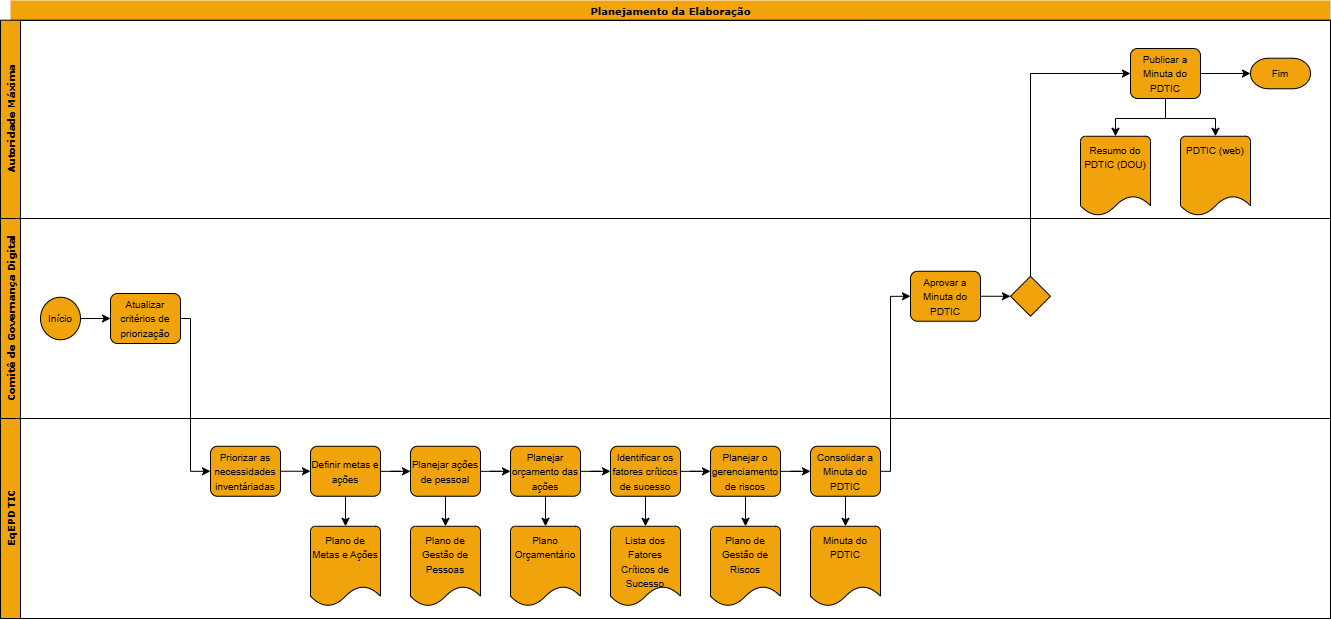 Planejamento da Elaboração
Autoridade Máxima
Publicar a
Minuta do
PDTIC
Fim
Resumo do
PDTIC (DOU)
PDTIC (web)
Comitê de Governança Digital
Início
Atualizar
critérios de
priorização
Aprovar a
Minuta do
PDTIC
EqEPD TIC
Priorizar as
necessidades
inventáriadas
Definir metas e
ações
Planejar ações
de pessoal
Planejar
orçamento das
ações
Identificar os
fatores críticos
de sucesso
Planejar o
gerenciamento
de riscos
Consolidar a
Minuta do
PDTIC
Plano de
Metas e Ações
Plano de
Gestão de
Pessoas
Plano
Orçamentário
Lista dos
Fatores
Críticos de
Sucesso
Plano de
Gestão de
Riscos
Minuta do
PDTIC